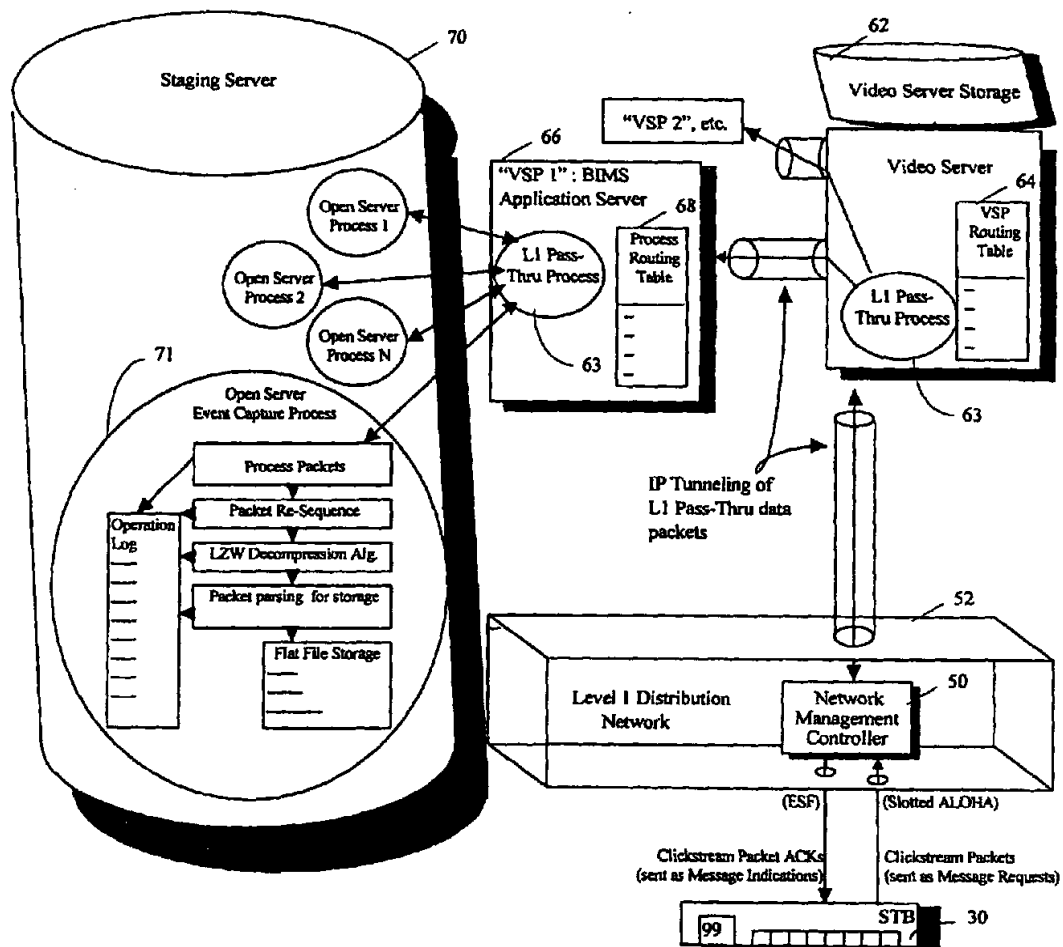 70
Staging Server
62
Video Server Storage
"VSP 2", etc.
66
"VSP 1" : BIMS
Application Server
68
Process
Routing
Table
L1 Pass-
Thru Process
63
Video Server
64
VSP
Routing
Table
L1 Pass-
Thru Process
63
Open Server
Process 1
Open Server
Process 2
Open Server
Process N
71
Open Server
Event Capture Process
Process Packets
Packet Re-Sequence
LZW Decompression Alg.
Packet parsing for storage
Operation
Log
Flat File Storage
IP Tunneling of
L1 Pass-Thru data
packets
52
Level 1 Distribution
Network
Network
Management
Controller
50
(ESF)
(Slotted ALOHA)
Clickstream Packet ACKs
(sent as Message Indications)
Clickstream Packets
(sent as Message Requests)
STB
99
30